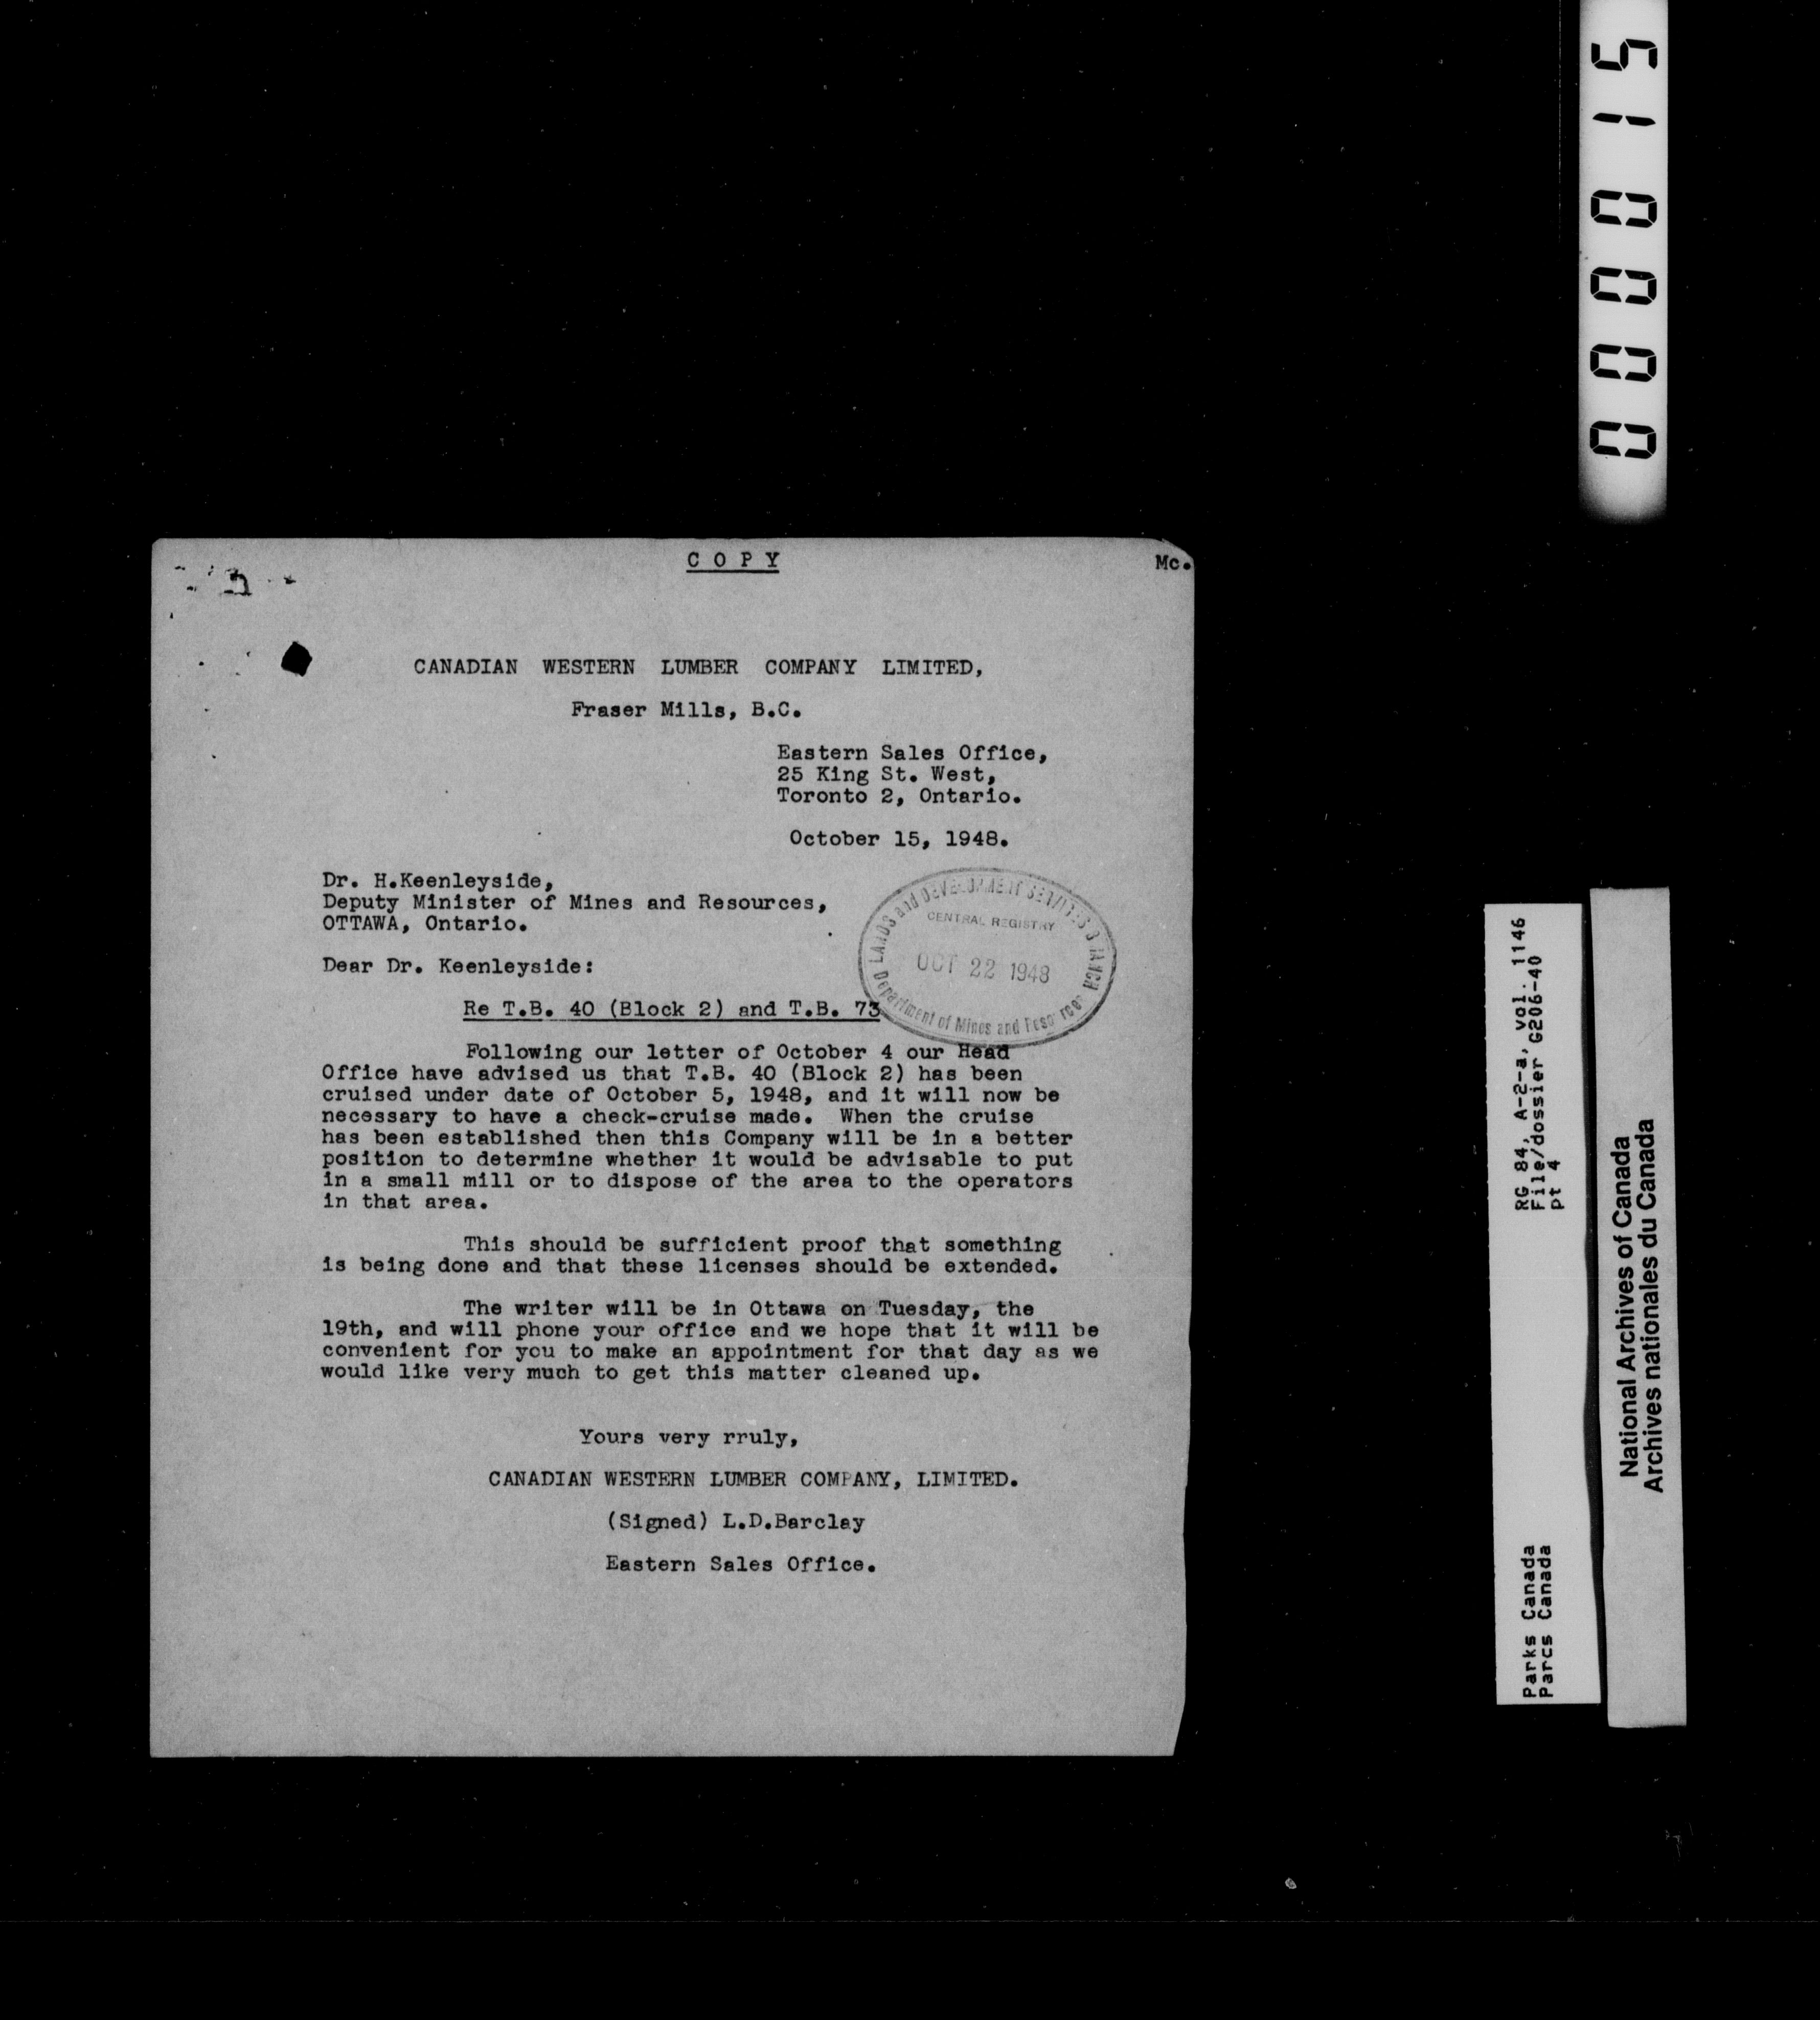 C O P Y
Mc.
CANADIAN WESTERN LUMBER COMPANY LIMITED,
Fraser Mills, B.C.
Eastern Sales Office,
25 King St. West,
Toronto 2, Ontario.
October 15, 1948.
Dr. H.Keenleyside,
Deputy Minister of Mines and Resources,
OTTAWA, Ontario.
LANDS and DEVELOPMENT SERVICES BRANCH
CENTRAL REGISTRY
OCT 22 1948
Department of Mines and Resources
Dear Dr. Keenleyside:
Re T.B. 40 (Block 2) and T.B. 73
Following our letter of October 4 our Head
Office have advised us that T.B. 40 (Block 2) has been
cruised under date of October 5, 1948, and it will now be
necessary to have a check-cruise made. When the cruise
has been established then this Company will be in a better
position to determine whether it would be advisable to put
in a small mill or to dispose of the area to the operators
in that area.
This should be sufficient proof that something
is being done and that these licenses should be extended.
The writer will be in Ottawa on Tuesday, the
19th, and will phone your office and we hope that it will be
convenient for you to make an appointment for that day as we
would like very much to get this matter cleaned up.
Yours very rruly,
CANADIAN WESTERN LUMBER COMPANY, LIMITED.
(Signed) L.D.Barclay
Eastern Sales Office.
000015
Parks Canada
Parcs Canada
RG 84, A-2-a, vol. 1146
File/dossier G206-40
pt 4
National Archives of Canada
Archives nationales du Canada